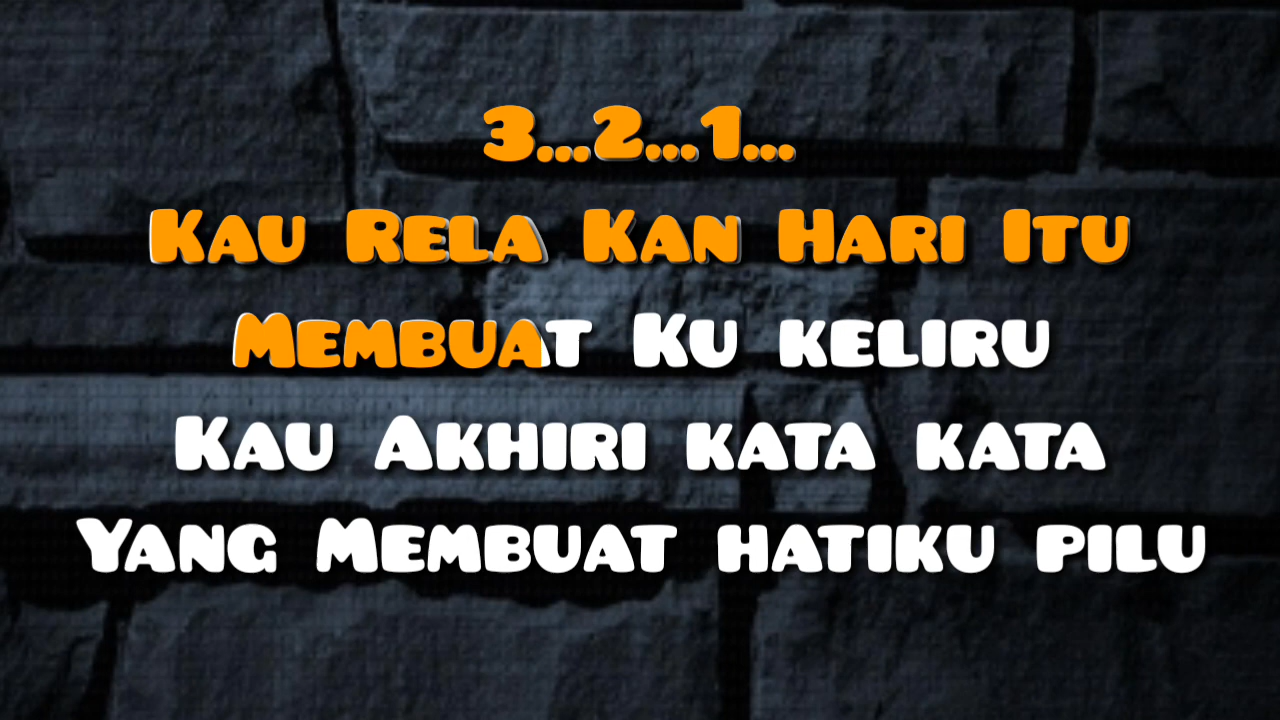 3...2...1...
Kau Rela Kan Hari Itu
Membuat Ku keliru
Kau Akhiri kata kata
Yang Membuat hatiku pilu